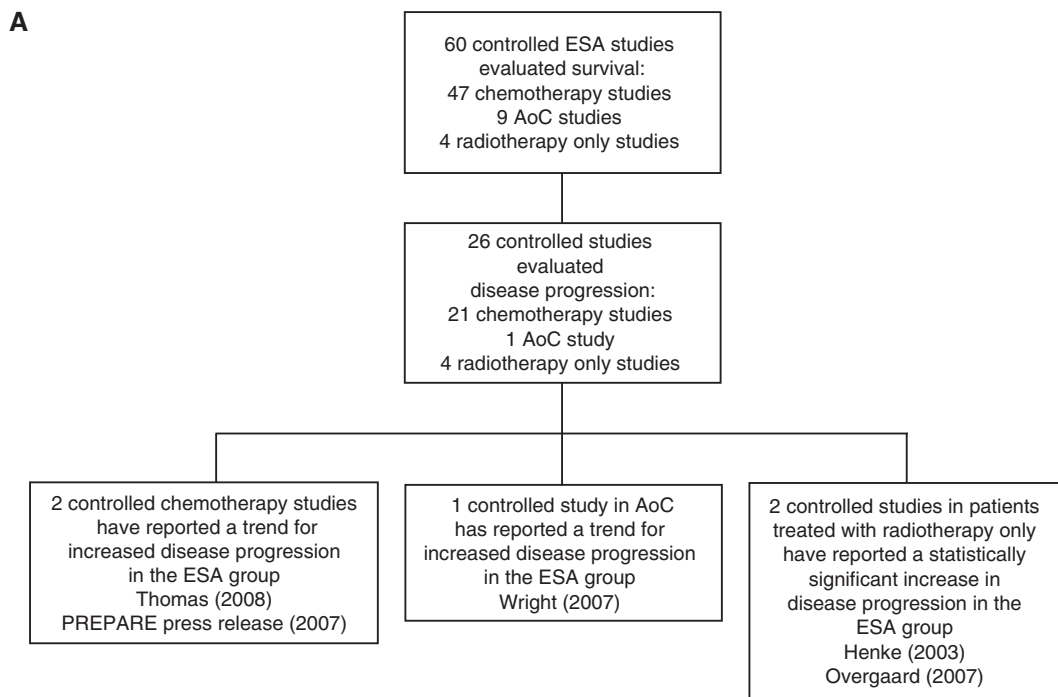 A
60 controlled ESA studies
evaluated survival:
47 chemotherapy studies
9 AoC studies
4 radiotherapy only studies
26 controlled studies
evaluated
disease progression:
21 chemotherapy studies
1 AoC study
4 radiotherapy only studies
2 controlled chemotherapy studies
have reported a trend for
increased disease progression
in the ESA group
Thomas (2008)
PREPARE press release (2007)
1 controlled study in AoC
has reported a trend for
increased disease progression
in the ESA group
Wright (2007)
2 controlled studies in patients
treated with radiotherapy only
have reported a statistically
significant increase in
disease progression in the
ESA group
Henke (2003)
Overgaard (2007)